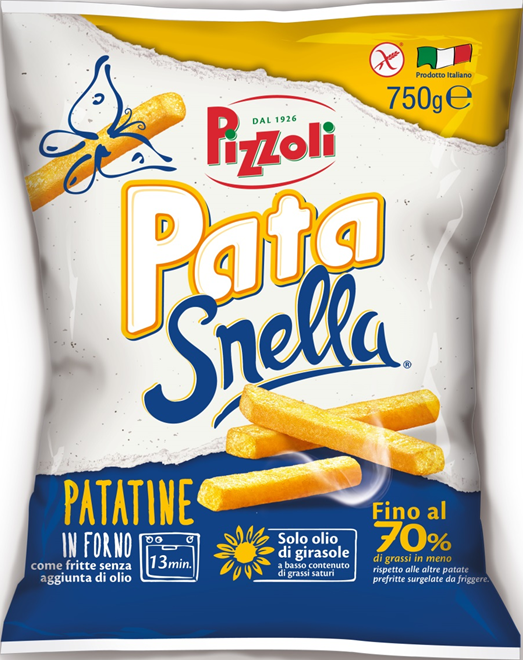 Prodotto Italiano
750g℮
DAL 1926
Pizzoli
Pata
Snella®
PATATINE
IN FORNO
come fritte senza
aggiunta di olio
13min.
Solo olio
di girasole
a basso contenuto
di grassi saturi
Fino al
70%
di grassi in meno
rispetto alle altre patate
prefritte surgelate da friggere.